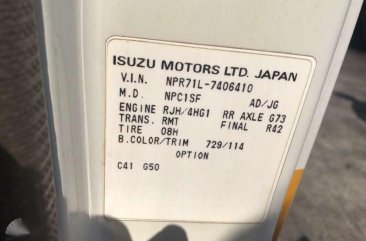 ISUZU MOTORS LTD. JAPAN
V.I.N. NPR71L-7406410
M.D. NPC1SF AD/JG
ENGINE RJH/4HG1 RR AXLE G73
TRANS. RMT FINAL R42
TIRE 08H
B.COLOR/TRIM 729/114
OPTION
C41 G50